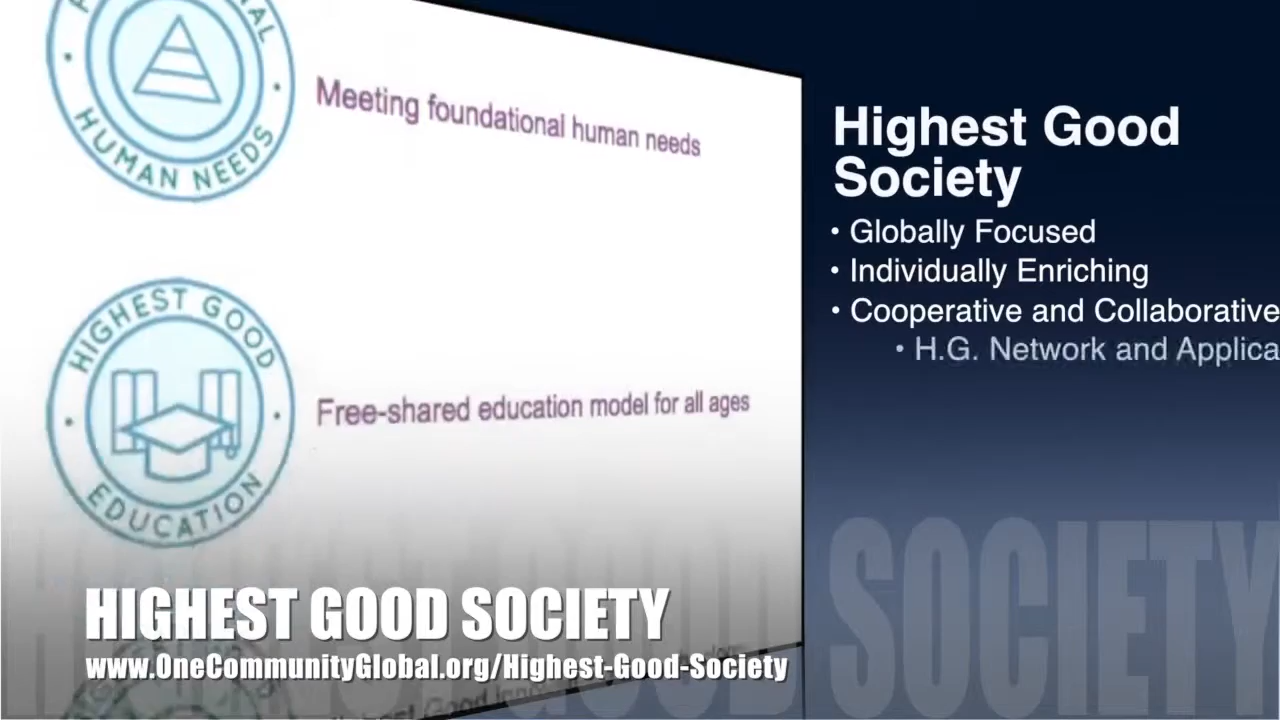 HUMAN NEEDS
Meeting foundational human needs
HIGHEST GOOD
EDUCATION
Free-shared education model for all ages
Highest Good
Society
• Globally Focused
• Individually Enriching
• Cooperative and Collaborative
• H.G. Network and Applica
HIGHEST GOOD SOCIETY
www.OneCommunityGlobal.org/Highest-Good-Society
GOOD SOCIETY